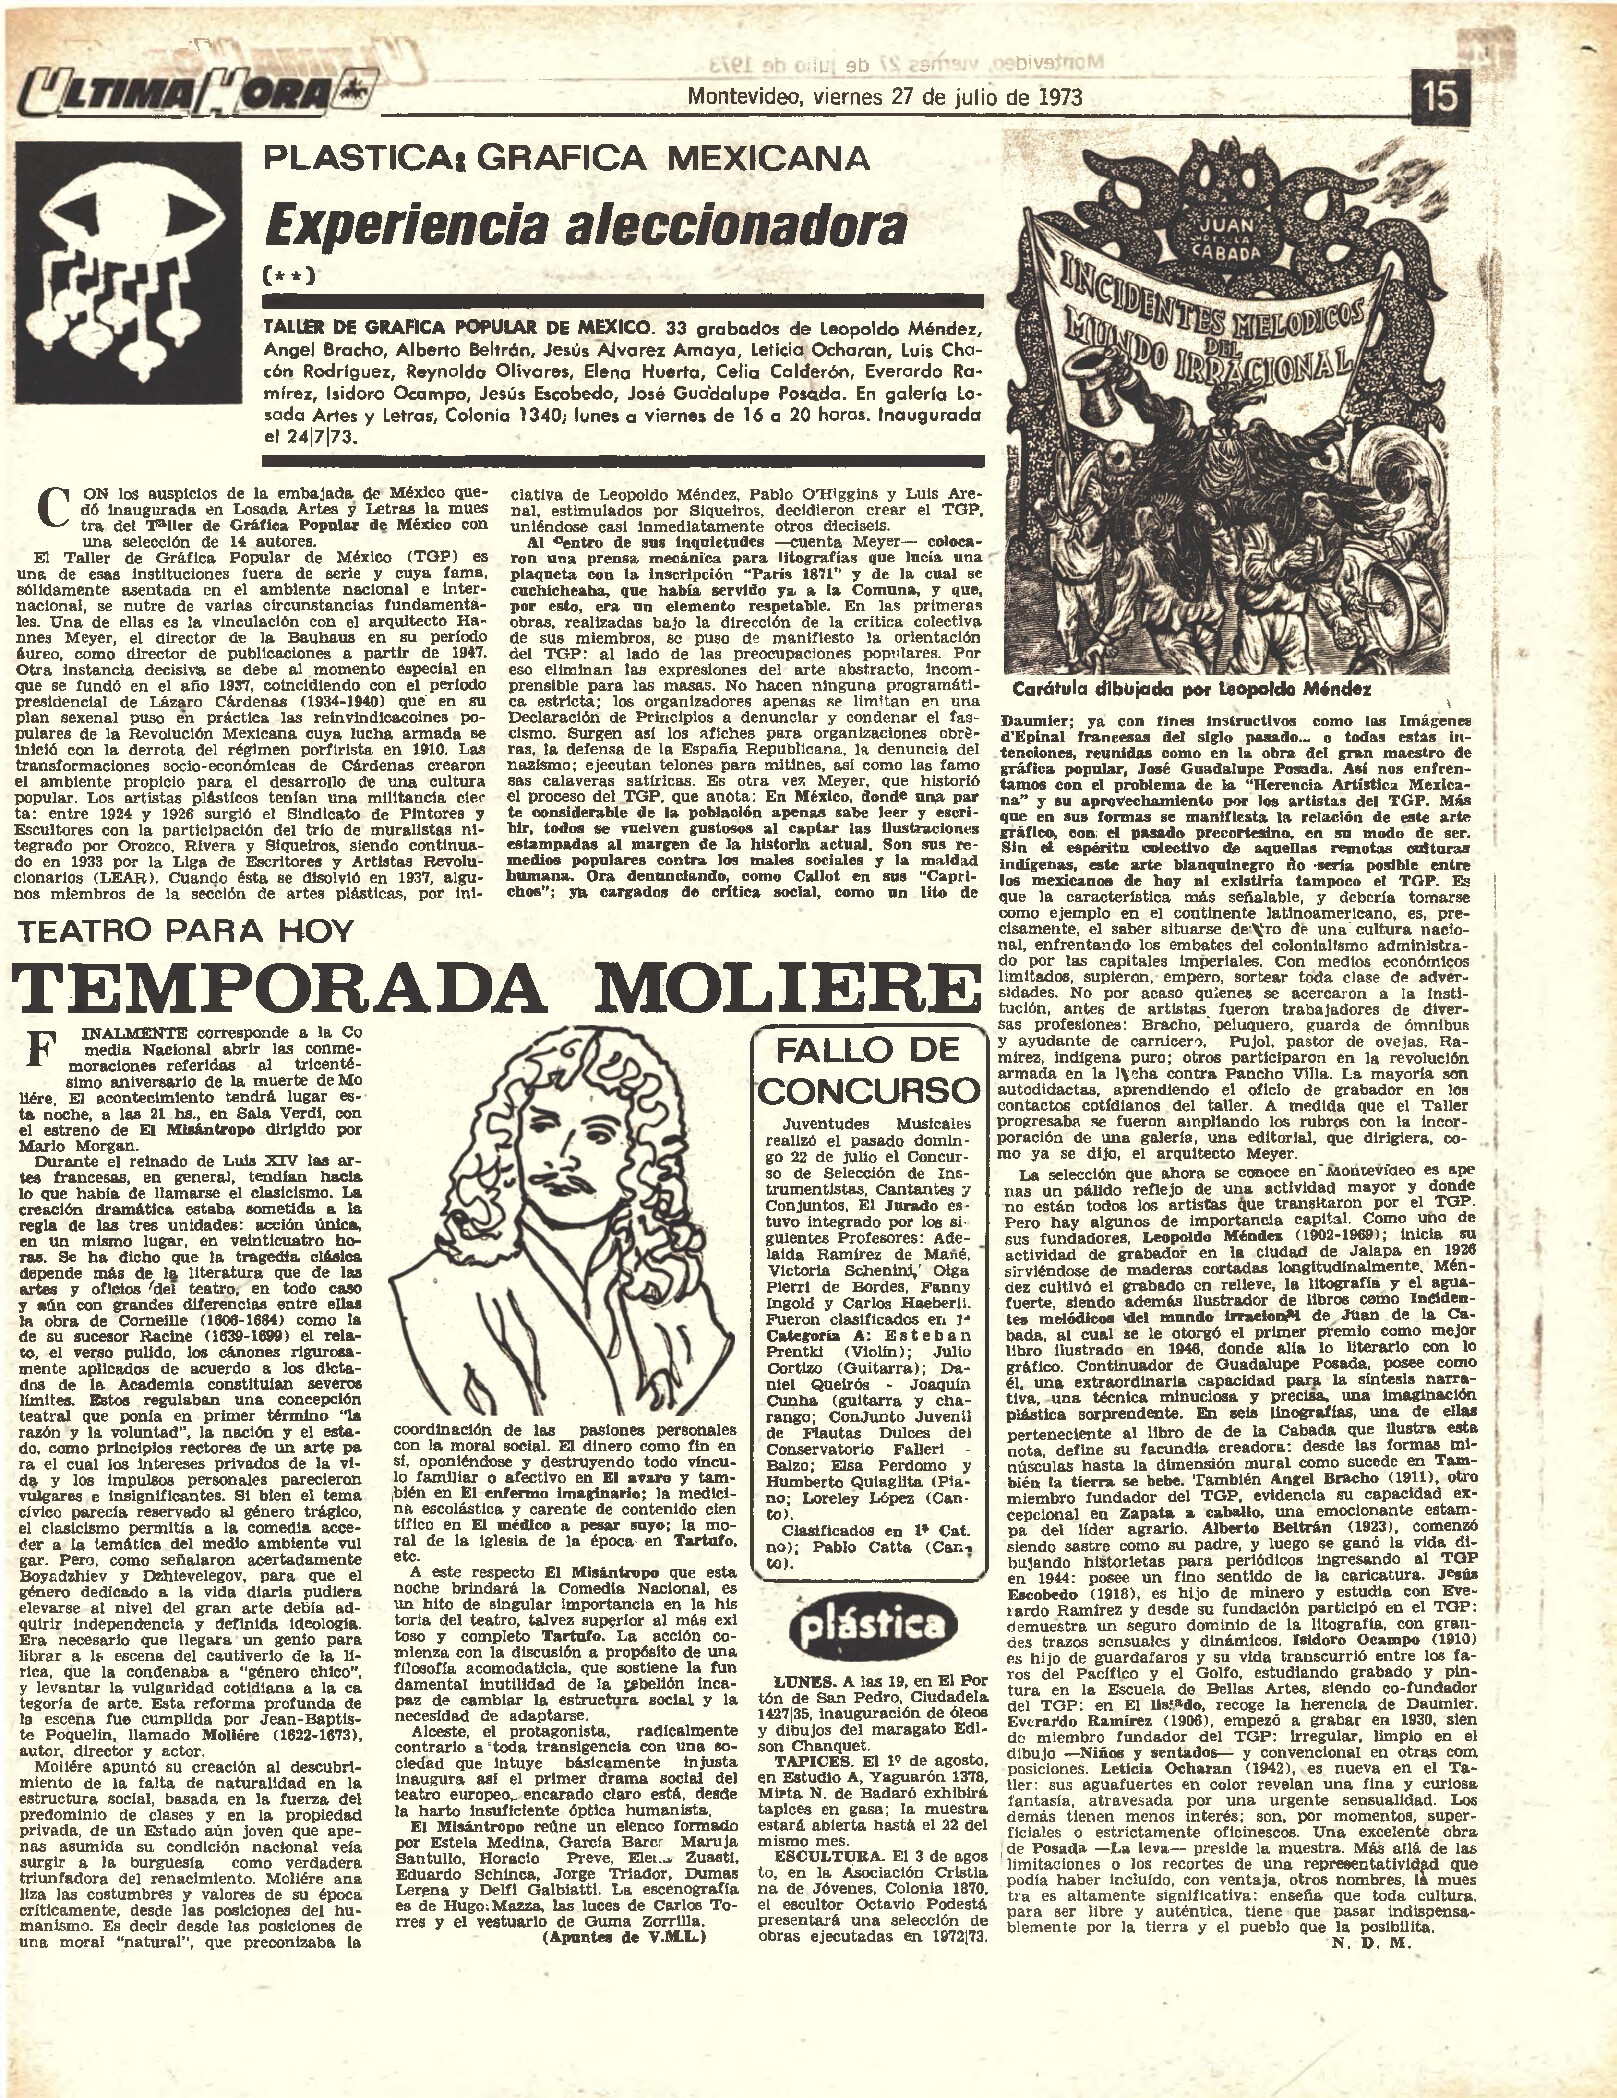 ULTIMA HORA
Montevideo, viernes 27 de julio de 1973
15
PLASTICA: GRAFICA MEXICANA
Experiencia aleccionadora
(**)
TALLER DE GRAFICA POPULAR DE MEXICO. 33 grabados de Leopoldo Méndez,
Angel Bracho, Alberto Beltrán, Jesús Alvarez Amaya, Leticia Ocharan, Luis Cha-
cón Rodríguez, Reynoldo Olivares, Elena Huerta, Celia Calderón, Everardo Ra-
mírez, Isidoro Ocampo, Jesús Escobedo, José Guadalupe Posada. En galería Lo-
sada Artes y Letras, Colonia 1340; lunes a viernes de 16 a 20 horas. Inaugurada
el 24|7|73.
CON los auspicios de la embajada de México que-
dó inaugurada en Losada Artes y Letras la mues
tra del Taller de Gráfica Popular de México con
una selección de 14 autores.
El Taller de Gráfica Popular de México (TGP) es
una de esas instituciones fuera de serie y cuya fama,
sólidamente asentada en el ambiente nacional e inter-
nacional, se nutre de varias circunstancias fundamenta-
les. Una de ellas es la vinculación con el arquitecto Ha-
nnes Meyer, el director de la Bauhaus en su período
áureo, como director de publicaciones a partir de 1947.
Otra instancia decisiva se debe al momento especial en
que se fundó en el año 1937, coincidiendo con el período
presidencial de Lázaro Cárdenas (1934-1940) que en su
plan sexenal puso en práctica las reinvindicacoines po-
pulares de la Revolución Mexicana cuya lucha armada se
inició con la derrota del régimen porfirista en 1910. Las
transformaciones socio-económicas de Cárdenas crearon
el ambiente propicio para el desarrollo de una cultura
popular. Los artistas plásticos tenían una militancia cier
ta: entre 1924 y 1926 surgió el Sindicato de Pintores y
Escultores con la participación del trío de muralistas ni-
tegrado por Orozco, Rivera y Siqueiros, siendo continua-
do en 1933 por la Liga de Escritores y Artistas Revolu-
cionarios (LEAR). Cuando ésta se disolvió en 1937, algu-
nos miembros de la sección de artes plásticas, por ini-
ciativa de Leopoldo Méndez, Pablo O'Higgins y Luis Are-
nal, estimulados por Siqueiros, decidieron crear el TGP,
uniéndose casi inmediatamente otros dieciseis.
Al centro de sus inquietudes —cuenta Meyer— coloca-
ron una prensa mecánica para litografías que lucía una
plaqueta con la inscripción "París 1871" y de la cual se
cuchicheaba, que había servido ya a la Comuna, y que,
por esto, era un elemento respetable. En las primeras
obras, realizadas bajo la dirección de la crítica colectiva
de sus miembros, se puso de manifiesto la orientación
del TGP: al lado de las preocupaciones populares. Por
eso eliminan las expresiones del arte abstracto, incom-
prensible para las masas. No hacen ninguna programáti-
ca estricta; los organizadores apenas se limitan en una
Declaración de Principios a denunciar y condenar el fas-
cismo. Surgen así los afiches para organizaciones obrè-
ras, la defensa de la España Republicana, la denuncia del
nazismo; ejecutan telones para mitines, así como las famo
sas calaveras satíricas. Es otra vez Meyer, que historió
el proceso del TGP, que anota: En México, donde una par
te considerable de la población apenas sabe leer y escri-
bir, todos se vuelven gustosos al captar las ilustraciones
estampadas al margen de la historia actual. Son sus re-
medios populares contra los males sociales y la maldad
humana. Ora denunciando, como Callot en sus "Capri-
chos"; ya cargados de crítica social, como un lito de
JUAN
DE LA
CABADA
INCIDENTES MELODICOS
DEL
MUNDO IRRACIONAL
Carátula dibujada por Leopoldo Méndez
Daumier; ya con fines instructivos como las Imágenes
d'Epinal francesas del siglo pasado... o todas estas in-
tenciones, reunidas como en la obra del gran maestro de
gráfica popular, José Guadalupe Posada. Así nos enfren-
tamos con el problema de la "Herencia Artística Mexica-
na" y su aprovechamiento por los artistas del TGP. Más
que en sus formas se manifiesta la relación de este arte
gráfico, con el pasado precortesino, en su modo de ser.
Sin el espíritu colectivo de aquellas remotas culturas
indígenas, este arte blanquinegro no sería posible entre
los mexicanos de hoy ni existiría tampoco el TGP. Es
que la característica más señalable, y debería tomarse
como ejemplo en el continente latinoamericano, es, pre-
cisamente, el saber situarse dentro de una cultura nacio-
nal, enfrentando los embates del colonialismo administra-
do por las capitales imperiales. Con medios económicos
limitados, supieron, empero, sortear toda clase de adver-
sidades. No por acaso quienes se acercaron a la insti-
tución, antes de artistas fueron trabajadores de diver-
sas profesiones: Bracho, peluquero, guarda de ómnibus
y ayudante de carnicero, Pujol, pastor de ovejas, Ra-
mírez, indígena puro; otros participaron en la revolución
armada en la lucha contra Pancho Villa. La mayoría son
autodidactas, aprendiendo el oficio de grabador en los
contactos cotidianos del taller. A medida que el Taller
progresaba se fueron ampliando los rubros con la incor-
poración de una galería, una editorial, que dirigiera, co-
mo ya se dijo, el arquitecto Meyer.
La selección que ahora se conoce en Montevideo es ape
nas un pálido reflejo de una actividad mayor y donde
no están todos los artistas que transitaron por el TGP.
Pero hay algunos de importancia capital. Como uno de
sus fundadores, Leopoldo Méndez (1902-1969); inicia su
actividad de grabador en la ciudad de Jalapa en 1926
sirviéndose de maderas cortadas longitudinalmente. Mén-
dez cultivó el grabado en relieve, la litografía y el agua-
fuerte, siendo además ilustrador de libros como Inciden-
tes melódicos del mundo irracional de Juan de la Ca-
bada, al cual se le otorgó el primer premio como mejor
libro ilustrado en 1946, donde alía lo literario con lo
gráfico. Continuador de Guadalupe Posada, posee como
él, una extraordinaria capacidad para la síntesis narra-
tiva, una técnica minuciosa y precisa, una imaginación
plástica sorprendente. En seis linografías, una de ellas
perteneciente al libro de de la Cabada que ilustra esta
nota, define su facundia creadora: desde las formas mi-
núsculas hasta la dimensión mural como sucede en Tam-
bién la tierra se bebe. También Angel Bracho (1911), otro
miembro fundador del TGP, evidencia su capacidad ex-
cepcional en Zapata a caballo, una emocionante estam-
pa del líder agrario. Alberto Beltrán (1923), comenzó
siendo sastre como su padre, y luego se ganó la vida di-
bujando historietas para periódicos ingresando al TGP
en 1944: posee un fino sentido de la caricatura. Jesús
Escobedo (1918), es hijo de minero y estudia con Eve-
rardo Ramírez y desde su fundación participó en el TGP:
demuestra un seguro dominio de la litografía, con gran-
des trazos sensuales y dinámicos. Isidoro Ocampo (1910)
es hijo de guardafaros y su vida transcurrió entre los fa-
ros del Pacífico y el Golfo, estudiando grabado y pin-
tura en la Escuela de Bellas Artes, siendo co-fundador
del TGP: en El lisiado, recoge la herencia de Daumier.
Everardo Ramírez (1906), empezó a grabar en 1930, sien
do miembro fundador del TGP: irregular, limpio en el
dibujo —Niños y sentados— y convencional en otras com
posiciones. Leticia Ocharan (1942), es nueva en el Ta-
ller: sus aguafuertes en color revelan una fina y curiosa
fantasía, atravesada por una urgente sensualidad. Los
demás tienen menos interés; son, por momentos, super-
ficiales o estrictamente oficinescos. Una excelente obra
de Posada —La leva— preside la muestra. Más allá de las
limitaciones o los recortes de una representatividad que
podía haber incluído, con ventaja, otros nombres, la mues
tra es altamente significativa: enseña que toda cultura,
para ser libre y auténtica, tiene que pasar indispensa-
blemente por la tierra y el pueblo que la posibilita.
N. D. M.
TEATRO PARA HOY
TEMPORADA MOLIERE
FINALMENTE corresponde a la Co
media Nacional abrir las conme-
moraciones referidas al tricenté-
simo aniversario de la muerte de Mo
liére. El acontecimiento tendrá lugar es-
ta noche, a las 21 hs., en Sala Verdi, con
el estreno de El Misántropo dirigido por
Mario Morgan.
Durante el reinado de Luis XIV las ar-
tes francesas, en general, tendían hacia
lo que había de llamarse el clasicismo. La
creación dramática estaba sometida a la
regla de las tres unidades: acción única,
en un mismo lugar, en veinticuatro ho-
ras. Se ha dicho que la tragedia clásica
depende más de la literatura que de las
artes y oficios del teatro, en todo caso
y aún con grandes diferencias entre ellas
la obra de Corneille (1606-1684) como la
de su sucesor Racine (1639-1699) el rela-
to, el verso pulido, los cánones rigurosa-
mente aplicados de acuerdo a los dicta-
dos de la Academia constituían severos
límites. Estos regulaban una concepción
teatral que ponía en primer término "la
razón y la voluntad", la nación y el esta-
do, como principios rectores de un arte pa
ra el cual los intereses privados de la vi-
da y los impulsos personales parecieron
vulgares e insignificantes. Si bien el tema
cívico parecía reservado al género trágico,
el clasicismo permitía a la comedia acce-
der a la temática del medio ambiente vul
gar. Pero, como señalaron acertadamente
Boyadzhiev y Dzhievelegov, para que el
género dedicado a la vida diaria pudiera
elevarse al nivel del gran arte debía ad-
quirir independencia y definida ideología.
Era necesario que llegara un genio para
librar a la escena del cautiverio de la lí-
rica, que la condenaba a "género chico",
y levantar la vulgaridad cotidiana a la ca
tegoría de arte. Esta reforma profunda de
la escena fue cumplida por Jean-Baptis-
te Poquelin, llamado Moliére (1622-1673),
autor, director y actor.
Moliére apuntó su creación al descubri-
miento de la falta de naturalidad en la
estructura social, basada en la fuerza del
predominio de clases y en la propiedad
privada, de un Estado aún joven que ape-
nas asumida su condición nacional veía
surgir a la burguesía como verdadera
triunfadora del renacimiento. Moliére ana
liza las costumbres y valores de su época
críticamente, desde las posiciones del hu-
manismo. Es decir desde las posiciones de
una moral "natural", que preconizaba la
coordinación de las pasiones personales
con la moral social. El dinero como fin en
sí, oponiéndose y destruyendo todo víncu-
lo familiar o afectivo en El avaro y tam-
bién en El enfermo imaginario; la medici-
na escolástica y carente de contenido cien
tífico en El médico a pesar suyo; la mo-
ral de la iglesia de la época en Tartufo,
etc.
A este respecto El Misántropo que esta
noche brindará la Comedia Nacional, es
un hito de singular importancia en la his
toria del teatro, talvez superior al más exi
toso y completo Tartufo. La acción co-
mienza con la discusión a propósito de una
filosofía acomodaticia, que sostiene la fun
damental inutilidad de la rebelión inca-
paz de cambiar la estructura social y la
necesidad de adaptarse.
Alceste, el protagonista, radicalmente
contrario a toda transigencia con una so-
ciedad que intuye básicamente injusta
inaugura así el primer drama social del
teatro europeo, encarado claro está, desde
la harto insuficiente óptica humanista.
El Misántropo reúne un elenco formado
por Estela Medina, García Barer Maruja
Santullo, Horacio Preve, Zuasti,
Eduardo Schinca, Jorge Triador, Dumas
Lerena y Delfi Galbiatti. La escenografía
es de Hugo Mazza, las luces de Carlos To-
rres y el vestuario de Guma Zorrilla.
(Apuntes de V.M.L.)
FALLO DE
CONCURSO
Juventudes Musicales
realizó el pasado domin-
go 22 de julio el Concur-
so de Selección de Ins-
trumentistas, Cantantes y
Conjuntos. El Jurado es-
tuvo integrado por los si-
guientes Profesores: Ade-
laida Ramírez de Mañé,
Victoria Schenini, Olga
Pierri de Bordes, Fanny
Ingold y Carlos Haeberli.
Fueron clasificados en 1ª
Categoría A: Esteban
Prentki (Violín); Julio
Cortizo (Guitarra); Da-
niel Queirós - Joaquín
Cunha (guitarra y cha-
rango; Conjunto Juvenil
de Flautas Dulces del
Conservatorio Falleri -
Balzo; Elsa Perdomo y
Humberto Quiaglita (Pia-
no; Loreley López (Can-
to).
Clasificados en 1ª Cat.
no); Pablo Catta (Can-
to).
plástica
LUNES. A las 19, en El Por
tón de San Pedro, Ciudadela
1427|35, inauguración de óleos
y dibujos del maragato Edi-
son Chanquet.
TAPICES. El 1º de agosto,
en Estudio A, Yaguarón 1378,
Mirta N. de Badaró exhibirá
tapices en gasa; la muestra
estará abierta hasta el 22 del
mismo mes.
ESCULTURA. El 3 de agos
to, en la Asociación Cristia
na de Jóvenes, Colonia 1870,
el escultor Octavio Podestá
presentará una selección de
obras ejecutadas en 1972|73.